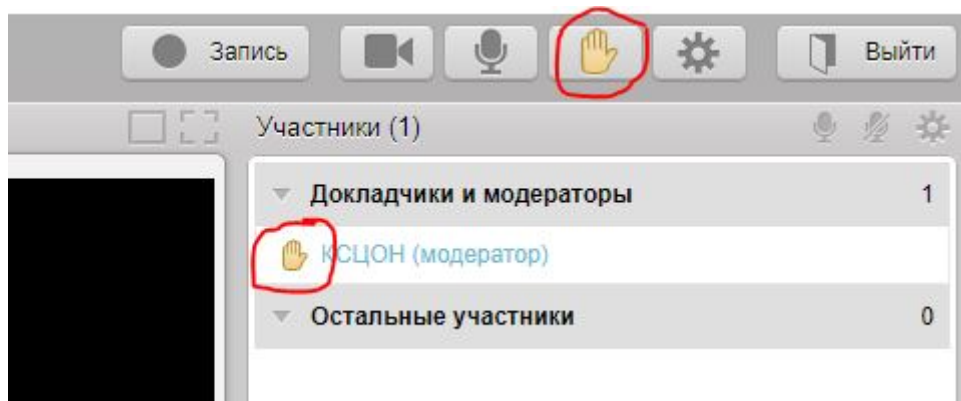 Запись Выйти
Участники (1)
Докладчики и модераторы 1
КСЦОН (модератор)
Остальные участники 0